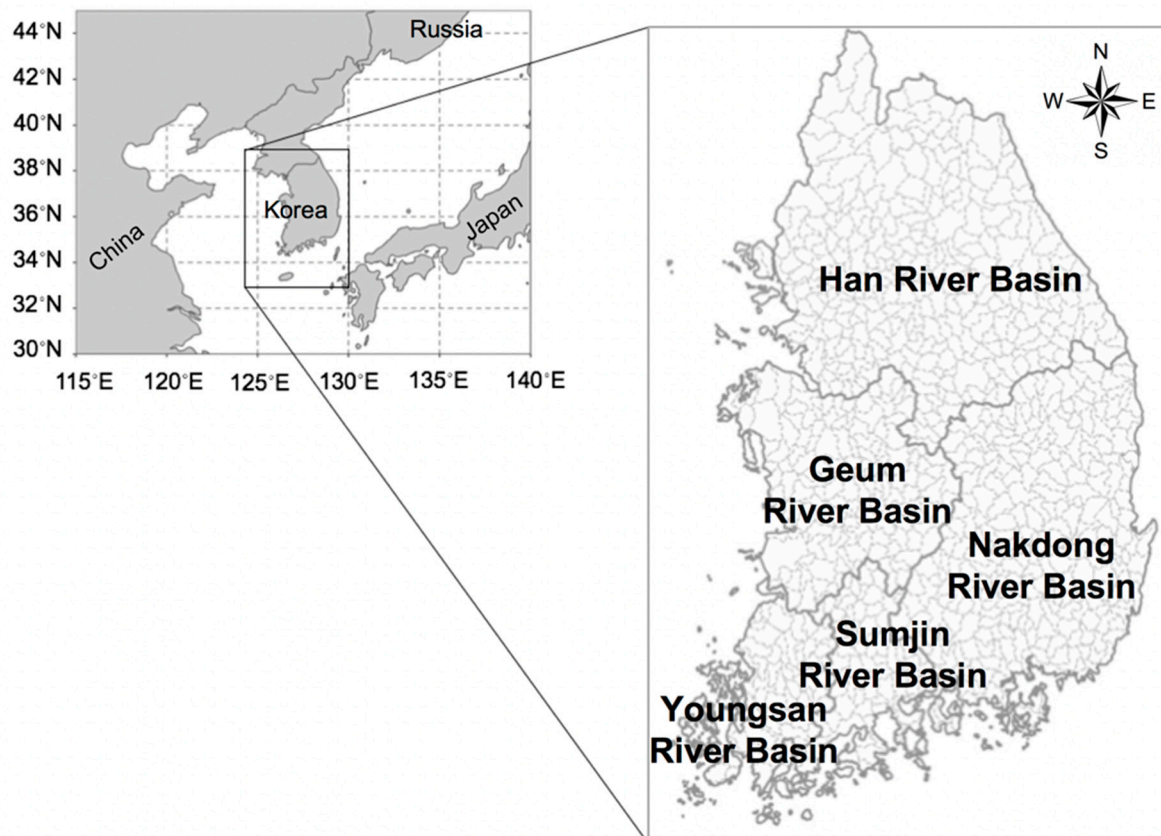 44°N
42°N
40°N
38°N
36°N
34°N
32°N
30°N
115°E 120°E 125°E 130°E 135°E 140°E
Russia
Korea
China
Japan
N
W E
S
Han River Basin
Geum
River Basin
Nakdong
River Basin
Sumjin
River Basin
Youngsan
River Basin